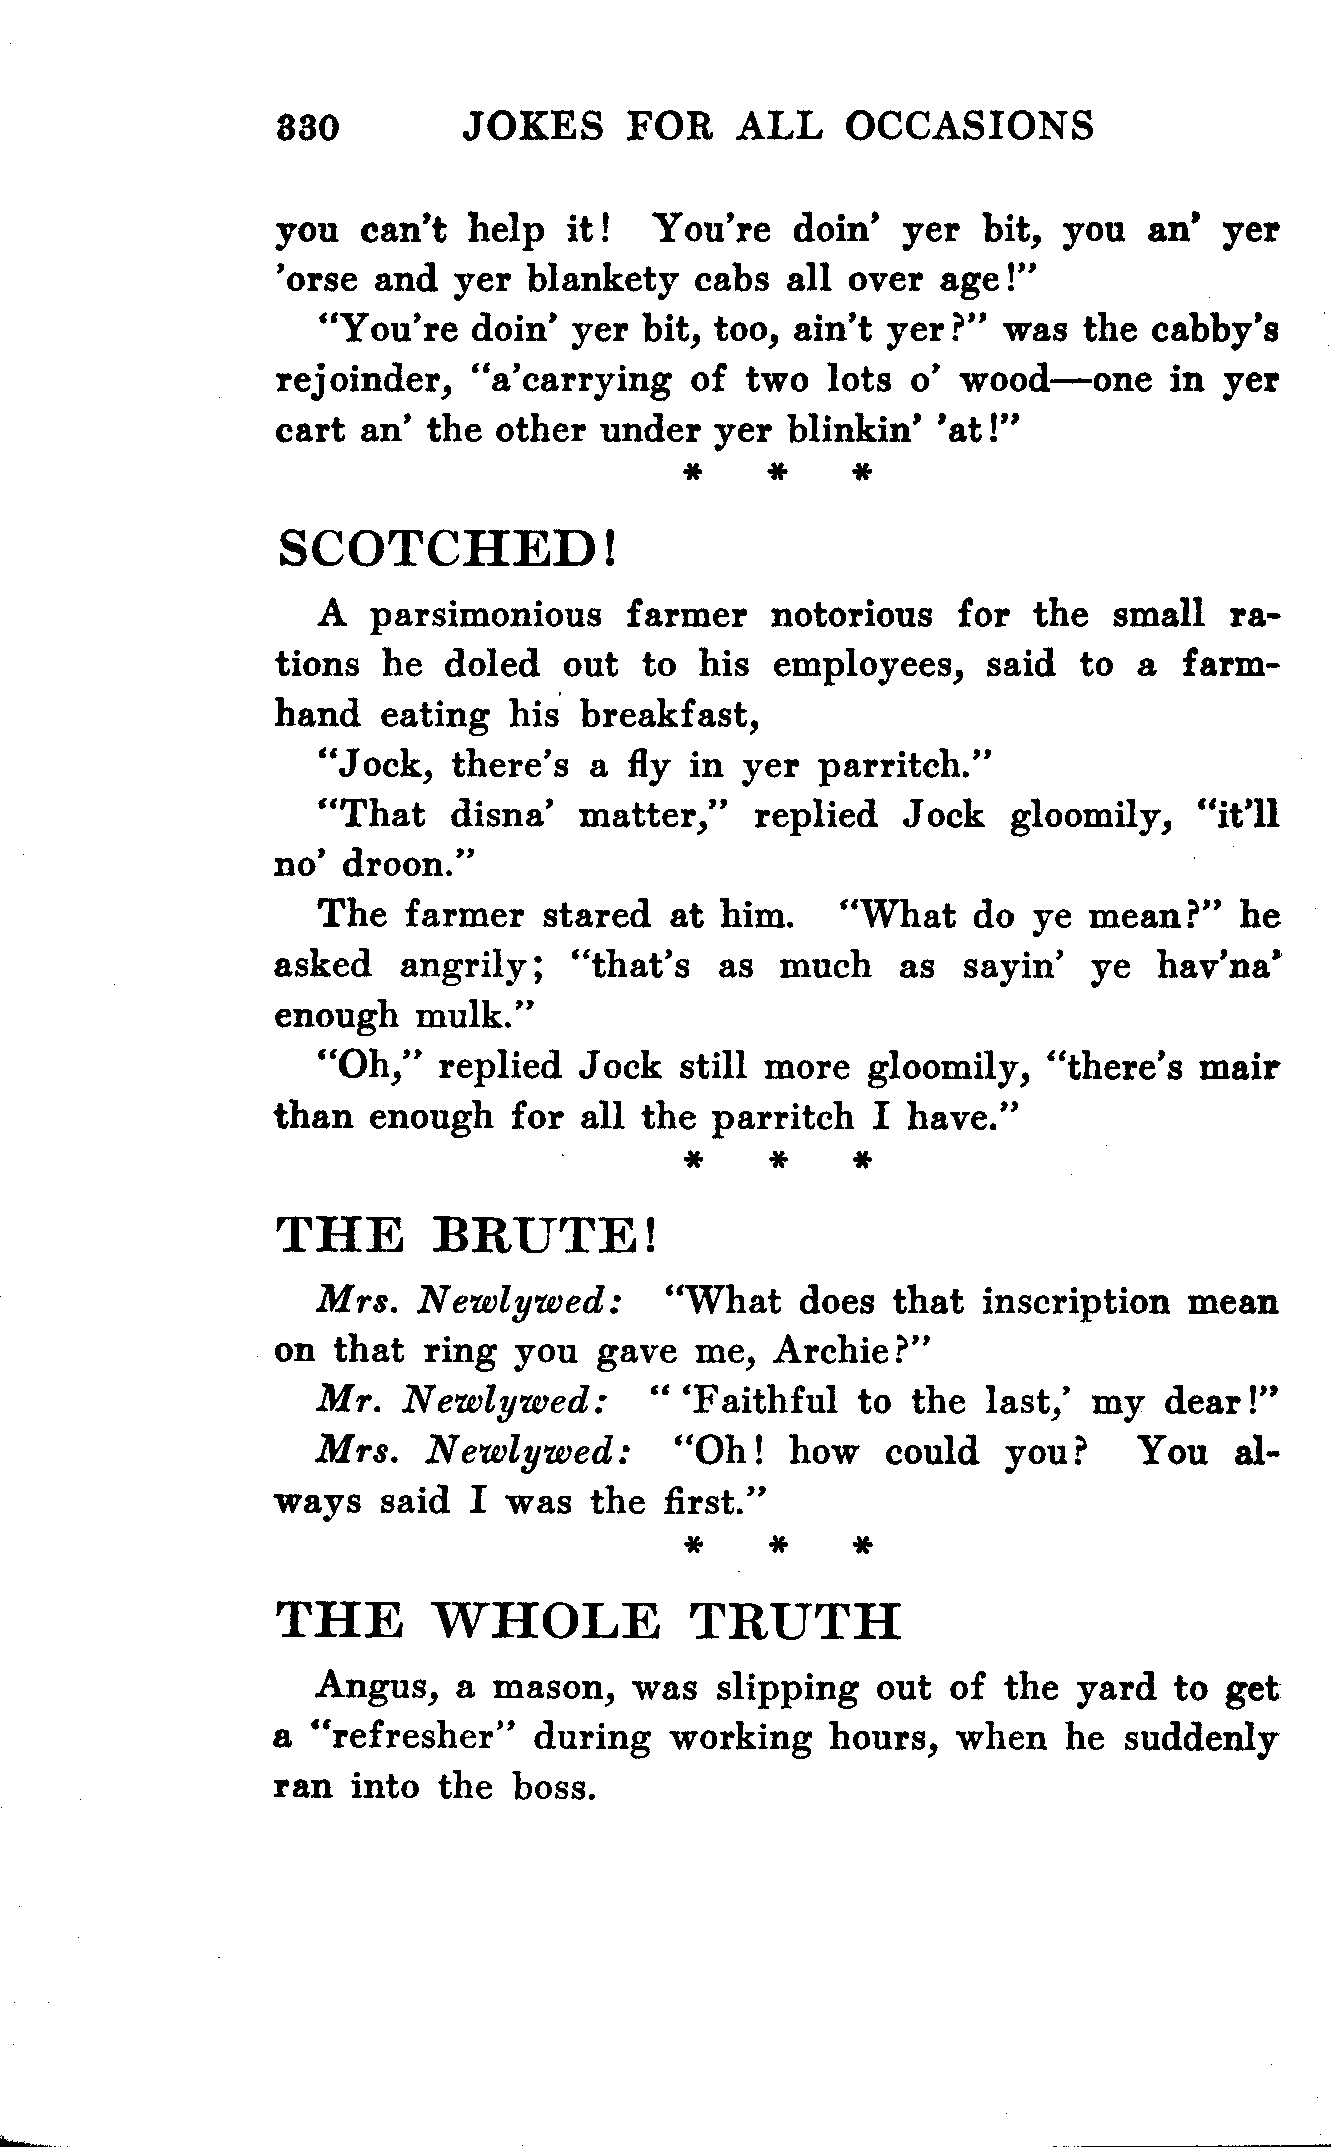 330 JOKES FOR ALL OCCASIONS
you can't help it! You're doin' yer bit, you an' yer
'orse and yer blankety cabs all over age!"
"You're doin' yer bit, too, ain't yer?" was the cabby's
rejoinder, "a'carrying of two lots o' wood—one in yer
cart an' the other under yer blinkin' 'at!"
* * *
SCOTCHED!
A parsimonious farmer notorious for the small ra-
tions he doled out to his employees, said to a farm-
hand eating his breakfast,
"Jock, there's a fly in yer parritch."
"That disna' matter," replied Jock gloomily, "it'll
no' droon."
The farmer stared at him. "What do ye mean?" he
asked angrily; "that's as much as sayin' ye hav'na'
enough mulk."
"Oh," replied Jock still more gloomily, "there's mair
than enough for all the parritch I have."
* * *
THE BRUTE!
Mrs. Newlywed: "What does that inscription mean
on that ring you gave me, Archie?"
Mr. Newlywed: " 'Faithful to the last,' my dear!"
Mrs. Newlywed: "Oh! how could you? You al-
ways said I was the first."
* * *
THE WHOLE TRUTH
Angus, a mason, was slipping out of the yard to get
a "refresher" during working hours, when he suddenly
ran into the boss.